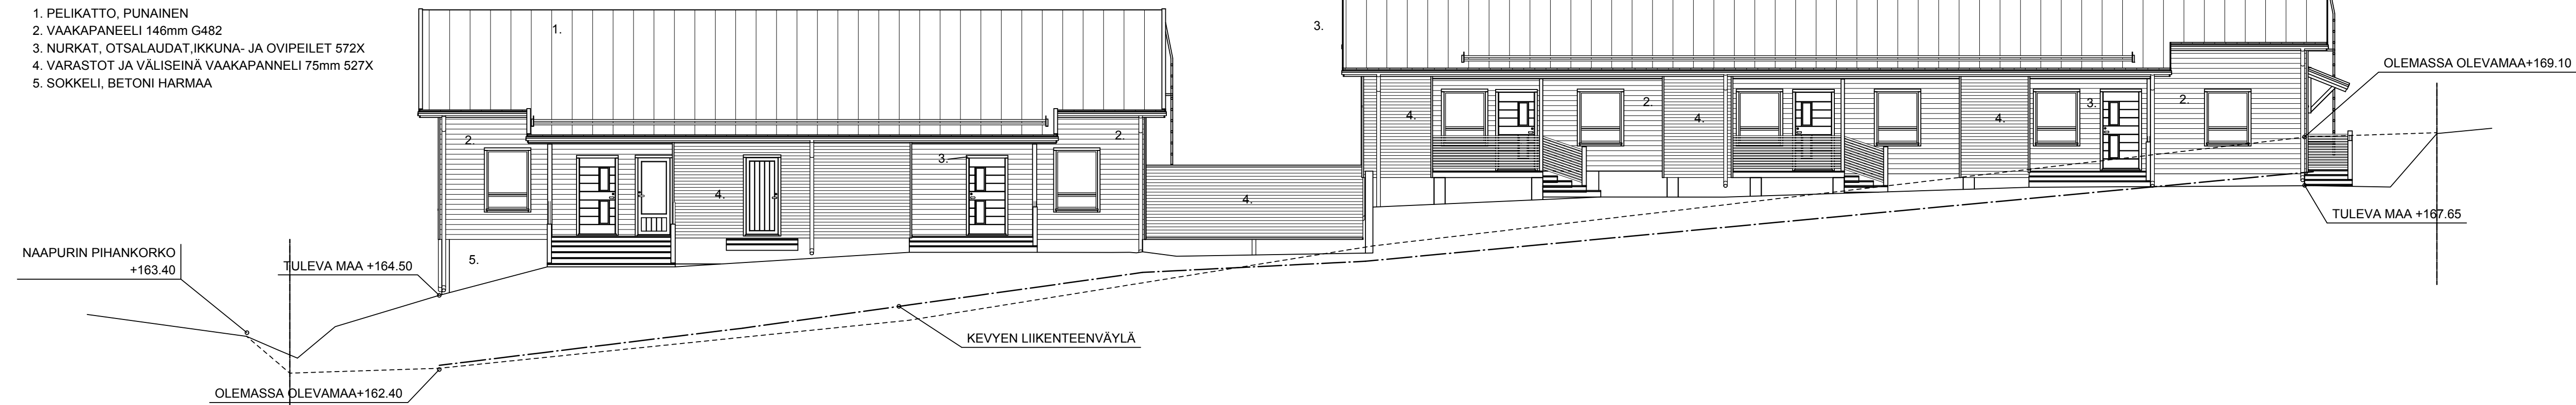 1. PELIKATTO, PUNAINEN
2. VAAKAPANEELI 146mm G482
3. NURKAT, OTSALAUDAT,IKKUNA- JA OVIPEILET 572X
4. VARASTOT JA VÄLISEINÄ VAAKAPANNELI 75mm 527X
5. SOKKELI, BETONI HARMAA
1.
3.
OLEMASSA OLEVAMAA+169.10
2.
4.
2.
4.
4.
3.
2.
2.
3.
2.
4.
4.
TULEVA MAA +167.65
NAAPURIN PIHANKORKO
+163.40
5.
TULEVA MAA +164.50
KEVYEN LIIKENTEENVÄYLÄ
OLEMASSA OLEVAMAA+162.40